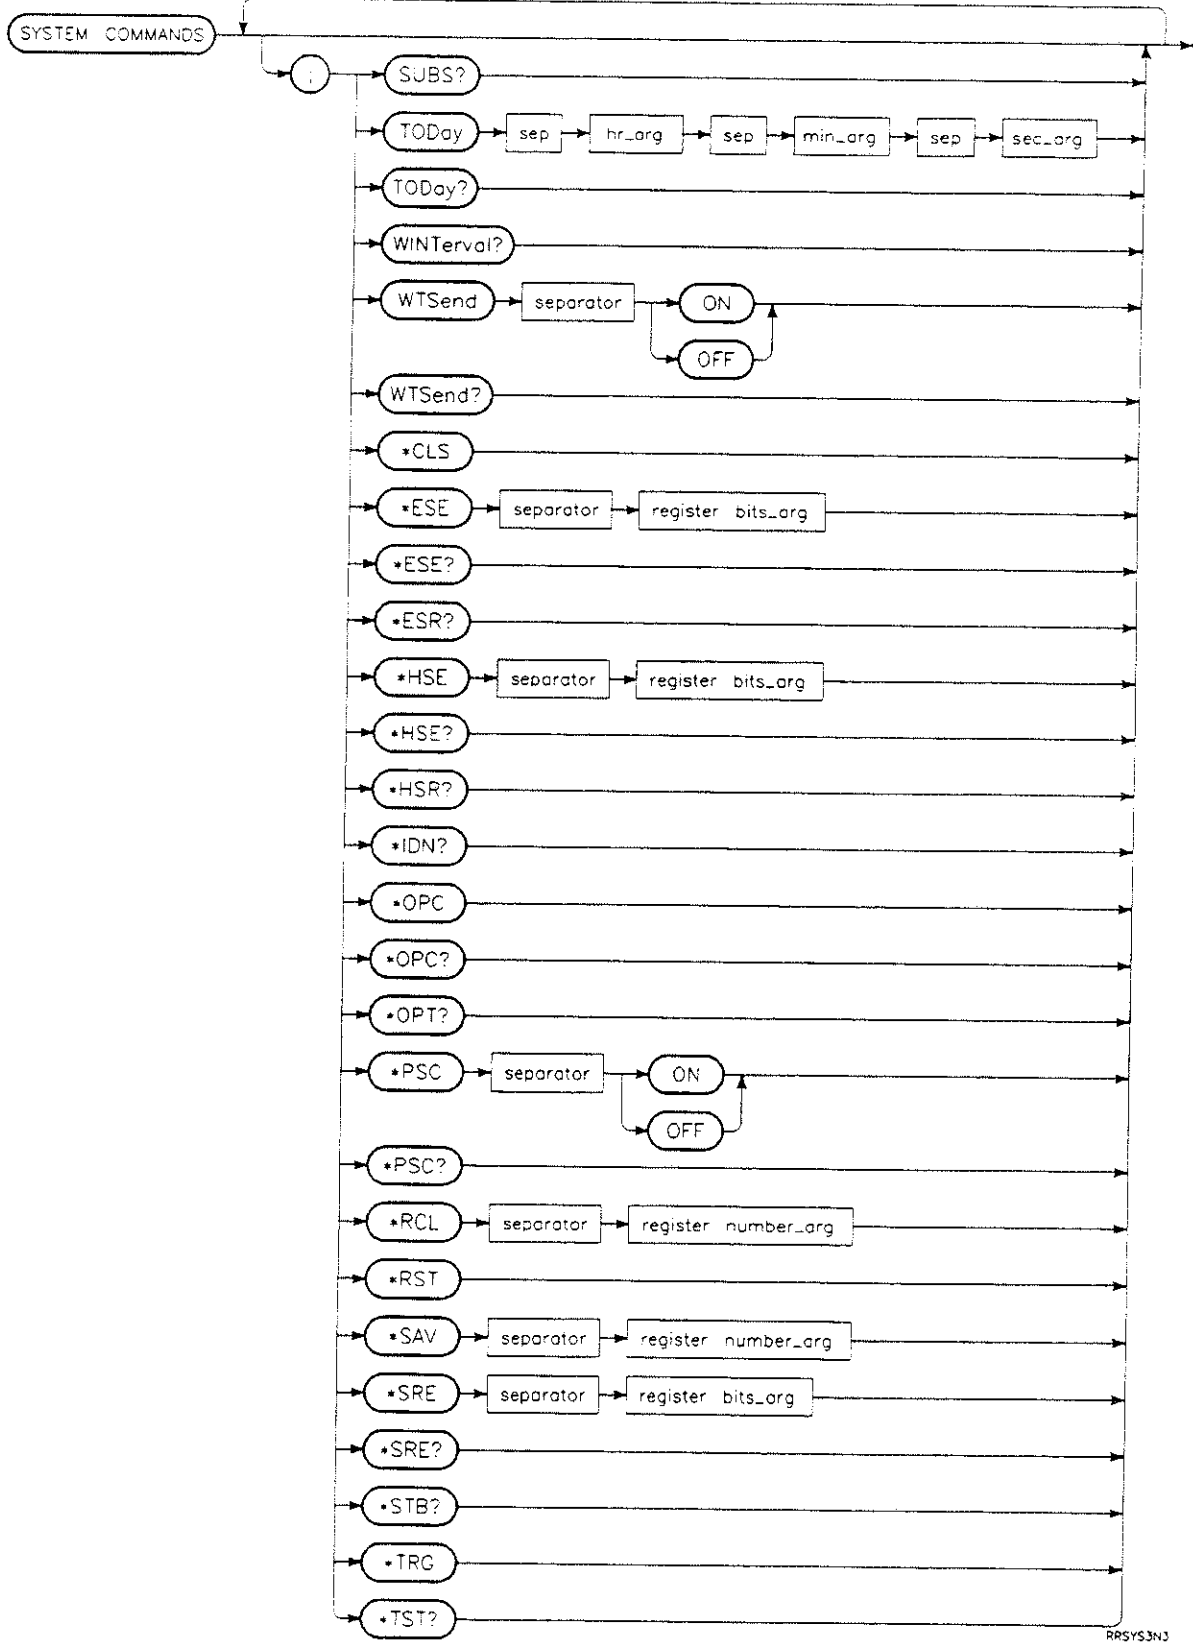 SYSTEM COMMANDS
;
SUBS?
TODay sep hr_arg sep min_arg sep sec_arg
TODay?
WINTerval?
WTSend separator ON
OFF
WTSend?
*CLS
*ESE separator register bits_arg
*ESE?
*ESR?
*HSE separator register bits_arg
*HSE?
*HSR?
*IDN?
*OPC
*OPC?
*OPT?
*PSC separator ON
OFF
*PSC?
*RCL separator register number_arg
*RST
*SAV separator register number_arg
*SRE separator register bits_arg
*SRE?
*STB?
*TRG
*TST?
RRSYS3N3